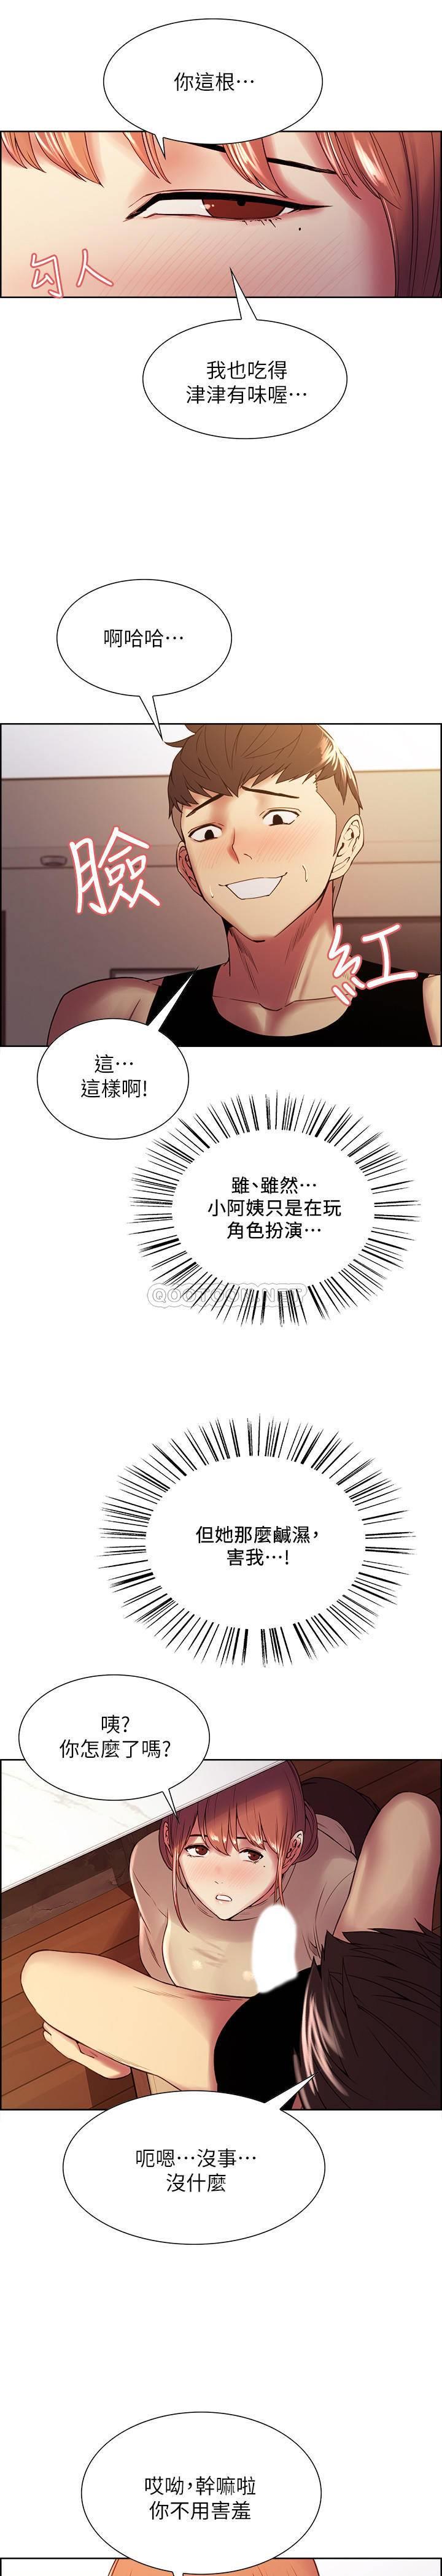 你這根⋯
勾人
我也吃得
津津有味喔⋯
啊哈哈⋯
臉
紅
這⋯
這樣啊!
雖、雖然⋯
小阿姨只是在玩
角色扮演⋯
但她那麼鹹濕,
害我⋯!
咦?
你怎麼了嗎?
呃嗯⋯沒事⋯
沒什麼
哎呦,幹嘛啦
你不用害羞